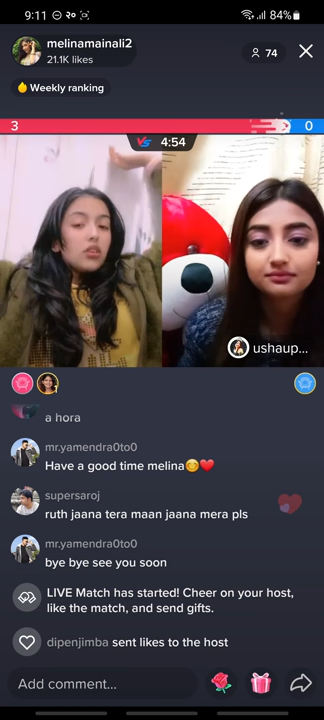 9:11 २० 84%
melinamainali2
21.1K likes
74
Weekly ranking
3 0
VS 4:54
ushaup...
a hora
mr.yamendra0to0
Have a good time melina😊❤️
supersaroj
ruth jaana tera maan jaana mera pls
mr.yamendra0to0
bye bye see you soon
LIVE Match has started! Cheer on your host,
like the match, and send gifts.
dipenjimba sent likes to the host
Add comment...